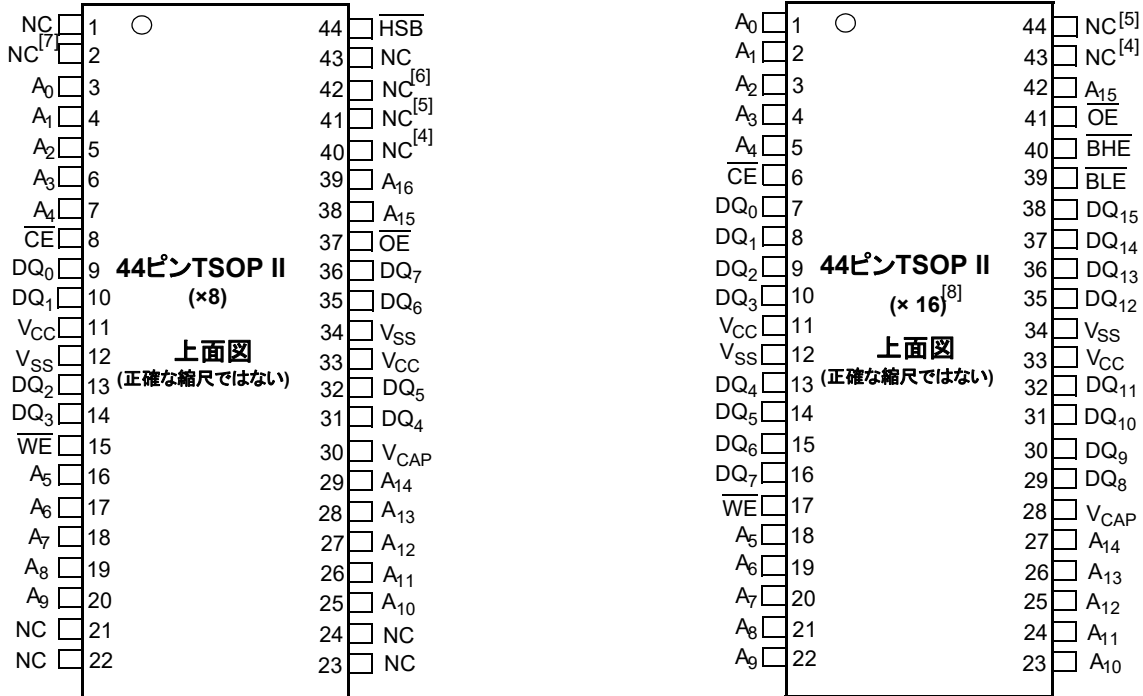 NC 1 44 H̅S̅B̅
NC[7] 2 43 NC
A0 3 42 NC[6]
A1 4 41 NC[5]
A2 5 40 NC[4]
A3 6 39 A16
A4 7 38 A15
C̅E̅ 8 37 O̅E̅
DQ0 9 36 DQ7
DQ1 10 35 DQ6
VCC 11 34 VSS
VSS 12 33 VCC
DQ2 13 32 DQ5
DQ3 14 31 DQ4
W̅E̅ 15 30 VCAP
A5 16 29 A14
A6 17 28 A13
A7 18 27 A12
A8 19 26 A11
A9 20 25 A10
NC 21 24 NC
NC 22 23 NC
44ピンTSOP II
(×8)
上面図
(正確な縮尺ではない)
A0 1 44 NC[5]
A1 2 43 NC[4]
A2 3 42 A15
A3 4 41 O̅E̅
A4 5 40 B̅H̅E̅
C̅E̅ 6 39 B̅L̅E̅
DQ0 7 38 DQ15
DQ1 8 37 DQ14
DQ2 9 36 DQ13
DQ3 10 35 DQ12
VCC 11 34 VSS
VSS 12 33 VCC
DQ4 13 32 DQ11
DQ5 14 31 DQ10
DQ6 15 30 DQ9
DQ7 16 29 DQ8
W̅E̅ 17 28 VCAP
A5 18 27 A14
A6 19 26 A13
A7 20 25 A12
A8 21 24 A11
A9 22 23 A10
44ピンTSOP II
(× 16)[8]
上面図
(正確な縮尺ではない)